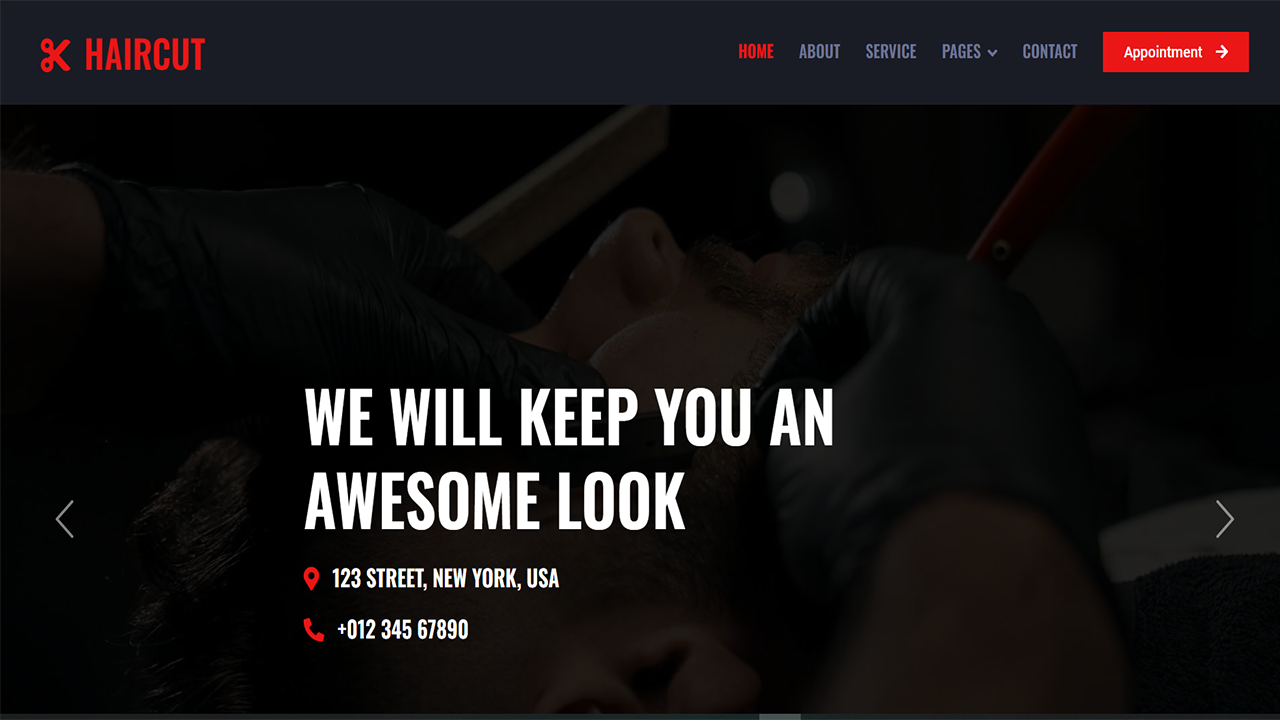 HAIRCUT
HOME ABOUT SERVICE PAGES CONTACT Appointment
WE WILL KEEP YOU AN
AWESOME LOOK
123 STREET, NEW YORK, USA
+012 345 67890